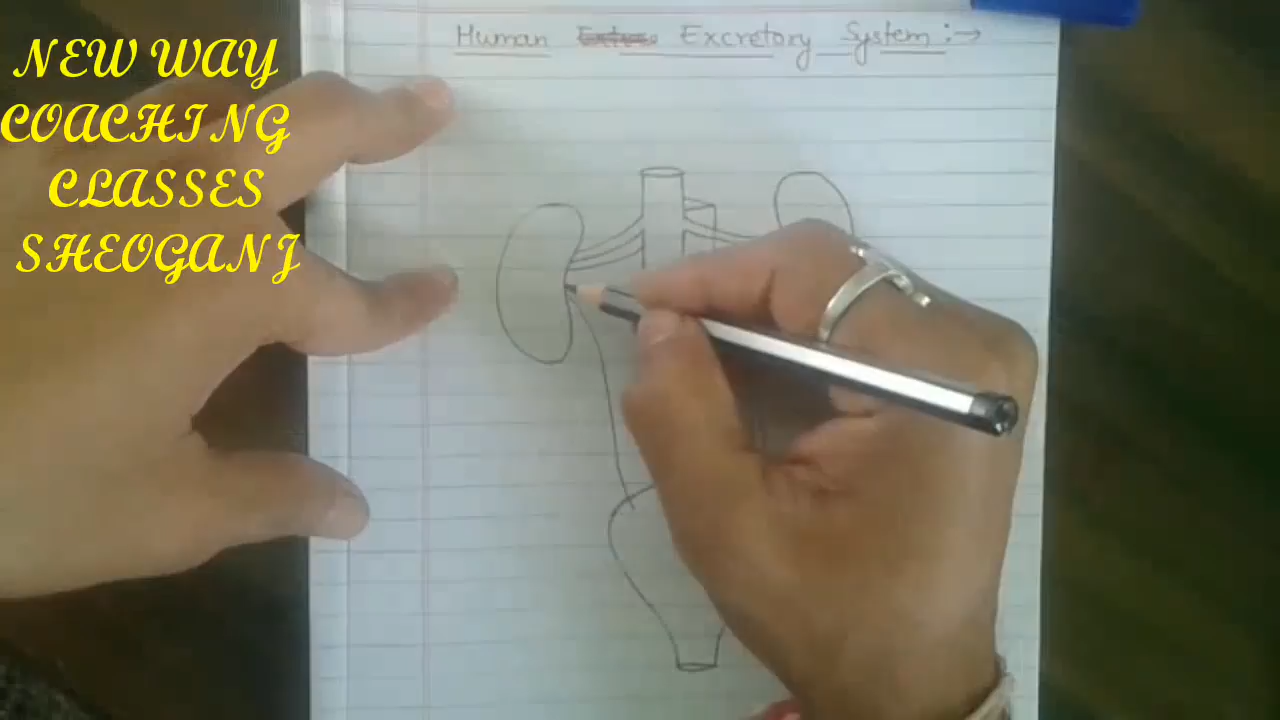 NEW WAY
COACHING
CLASSES
SHEOGANJ
Human Excretory System :→